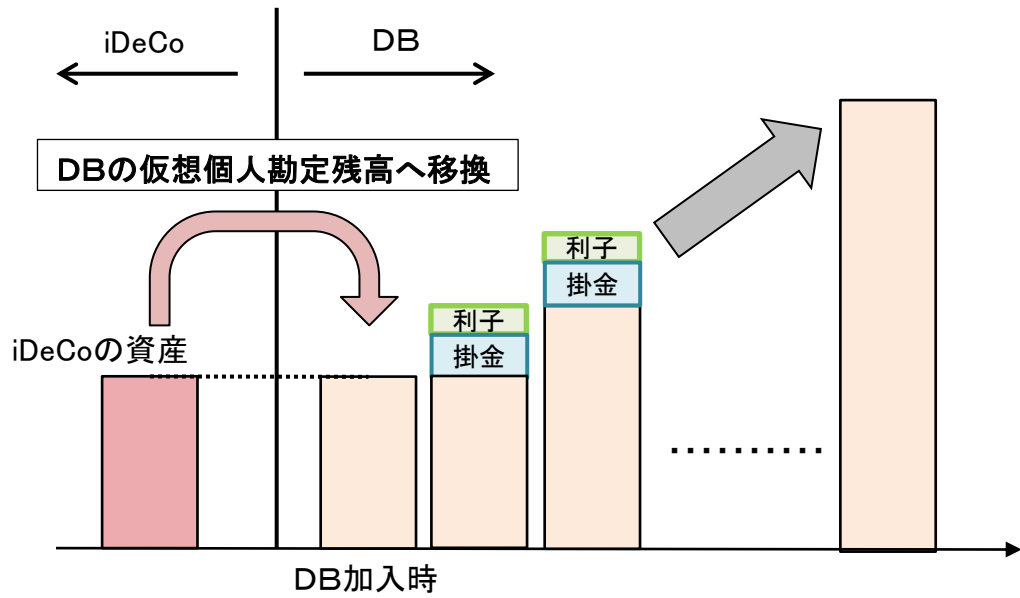 iDeCo
DB
DBの仮想個人勘定残高へ移換
利子
掛金
利子
掛金
iDeCoの資産
DB加入時